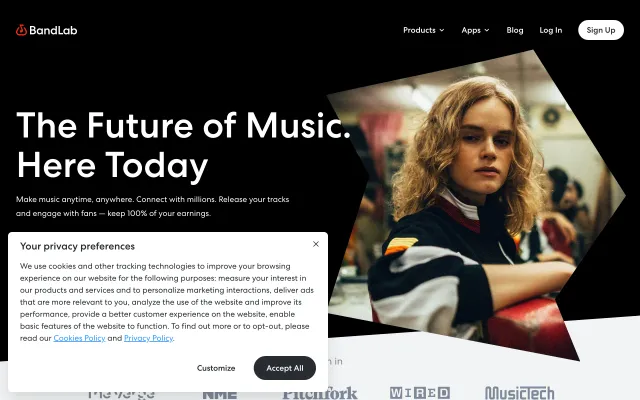 BandLab
Products
Apps
Blog
Log In
Sign Up
The Future of Music.
Here Today
Make music anytime, anywhere. Connect with millions. Release your tracks
and engage with fans — keep 100% of your earnings.
Your privacy preferences
We use cookies and other tracking technologies to improve your browsing
experience on our website for the following purposes: measure your interest in
our products and services and to personalize marketing interactions, deliver ads
that are more relevant to you, analyze the use of the website and improve its
performance, provide a better customer experience on the website, enable
basic features of the website to function. To find out more or to opt-out, please
read our Cookies Policy and Privacy Policy.
Customize
Accept All
in
NME
Pitchfork
WIRED
MusicTech